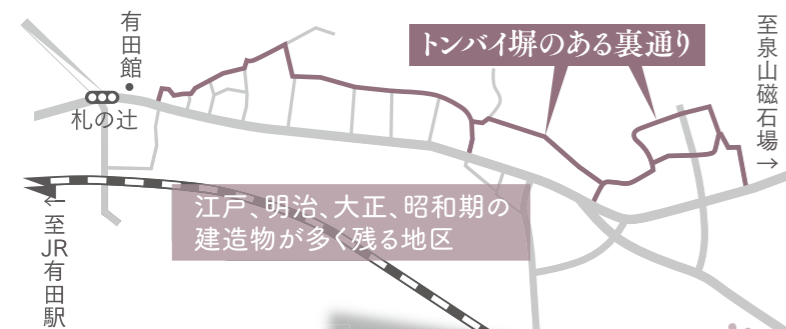 有田館
札の辻
トンバイ塀のある裏通り
至泉山磁石場→
江戸、明治、大正、昭和期の
建造物が多く残る地区
←至JR有田駅